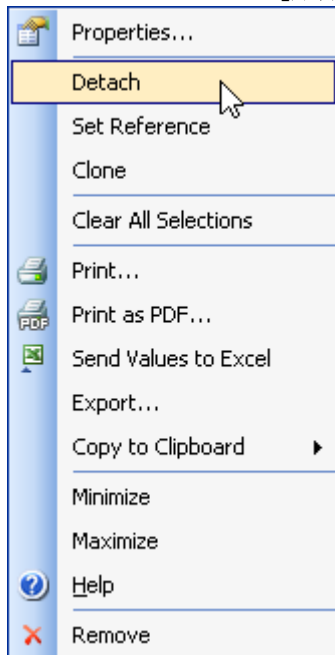 Properties...
Detach
Set Reference
Clone
Clear All Selections
Print...
PDF
Print as PDF...
Send Values to Excel
Export...
Copy to Clipboard
Minimize
Maximize
Help
Remove